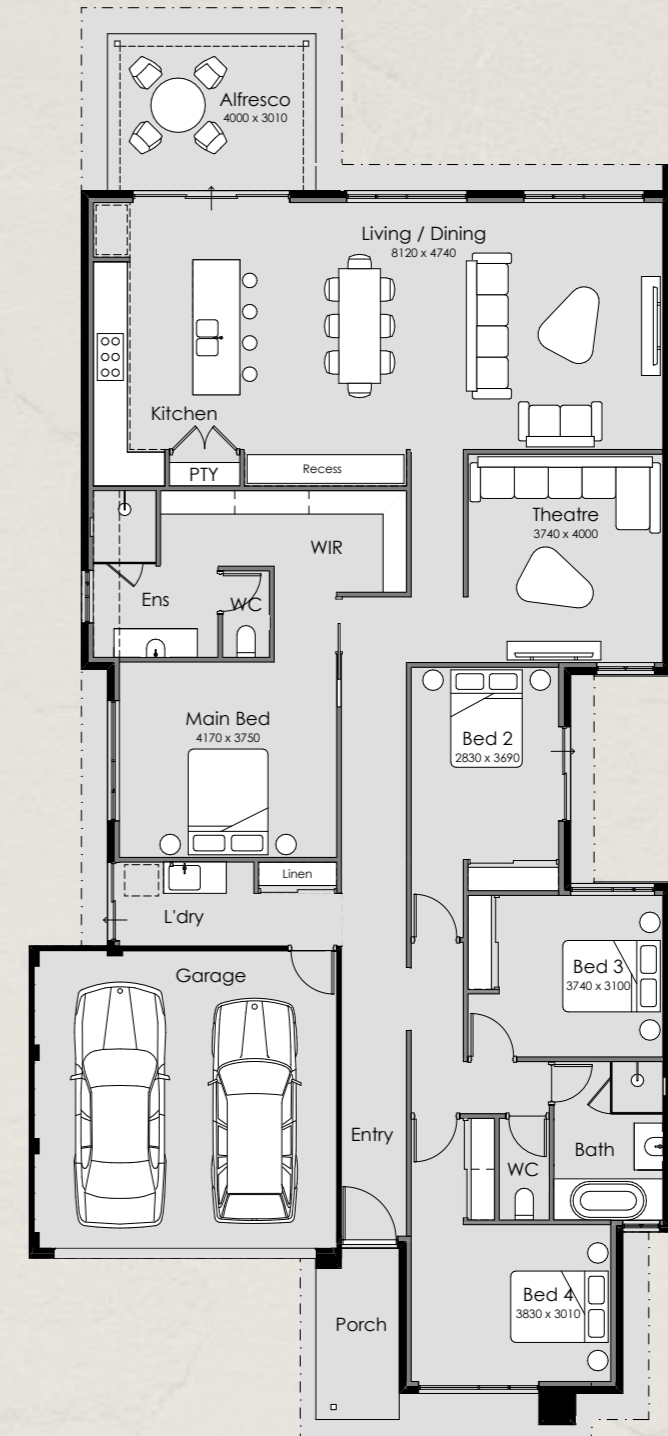 Alfresco
4000 x 3010
Living / Dining
8120 x 4740
Kitchen
PTY
Recess
Theatre
3740 x 4000
WIR
Ens
WC
Main Bed
4170 x 3750
Bed 2
2830 x 3690
Linen
L'dry
Garage
Bed 3
3740 x 3100
Entry
WC
Bath
Bed 4
3830 x 3010
Porch